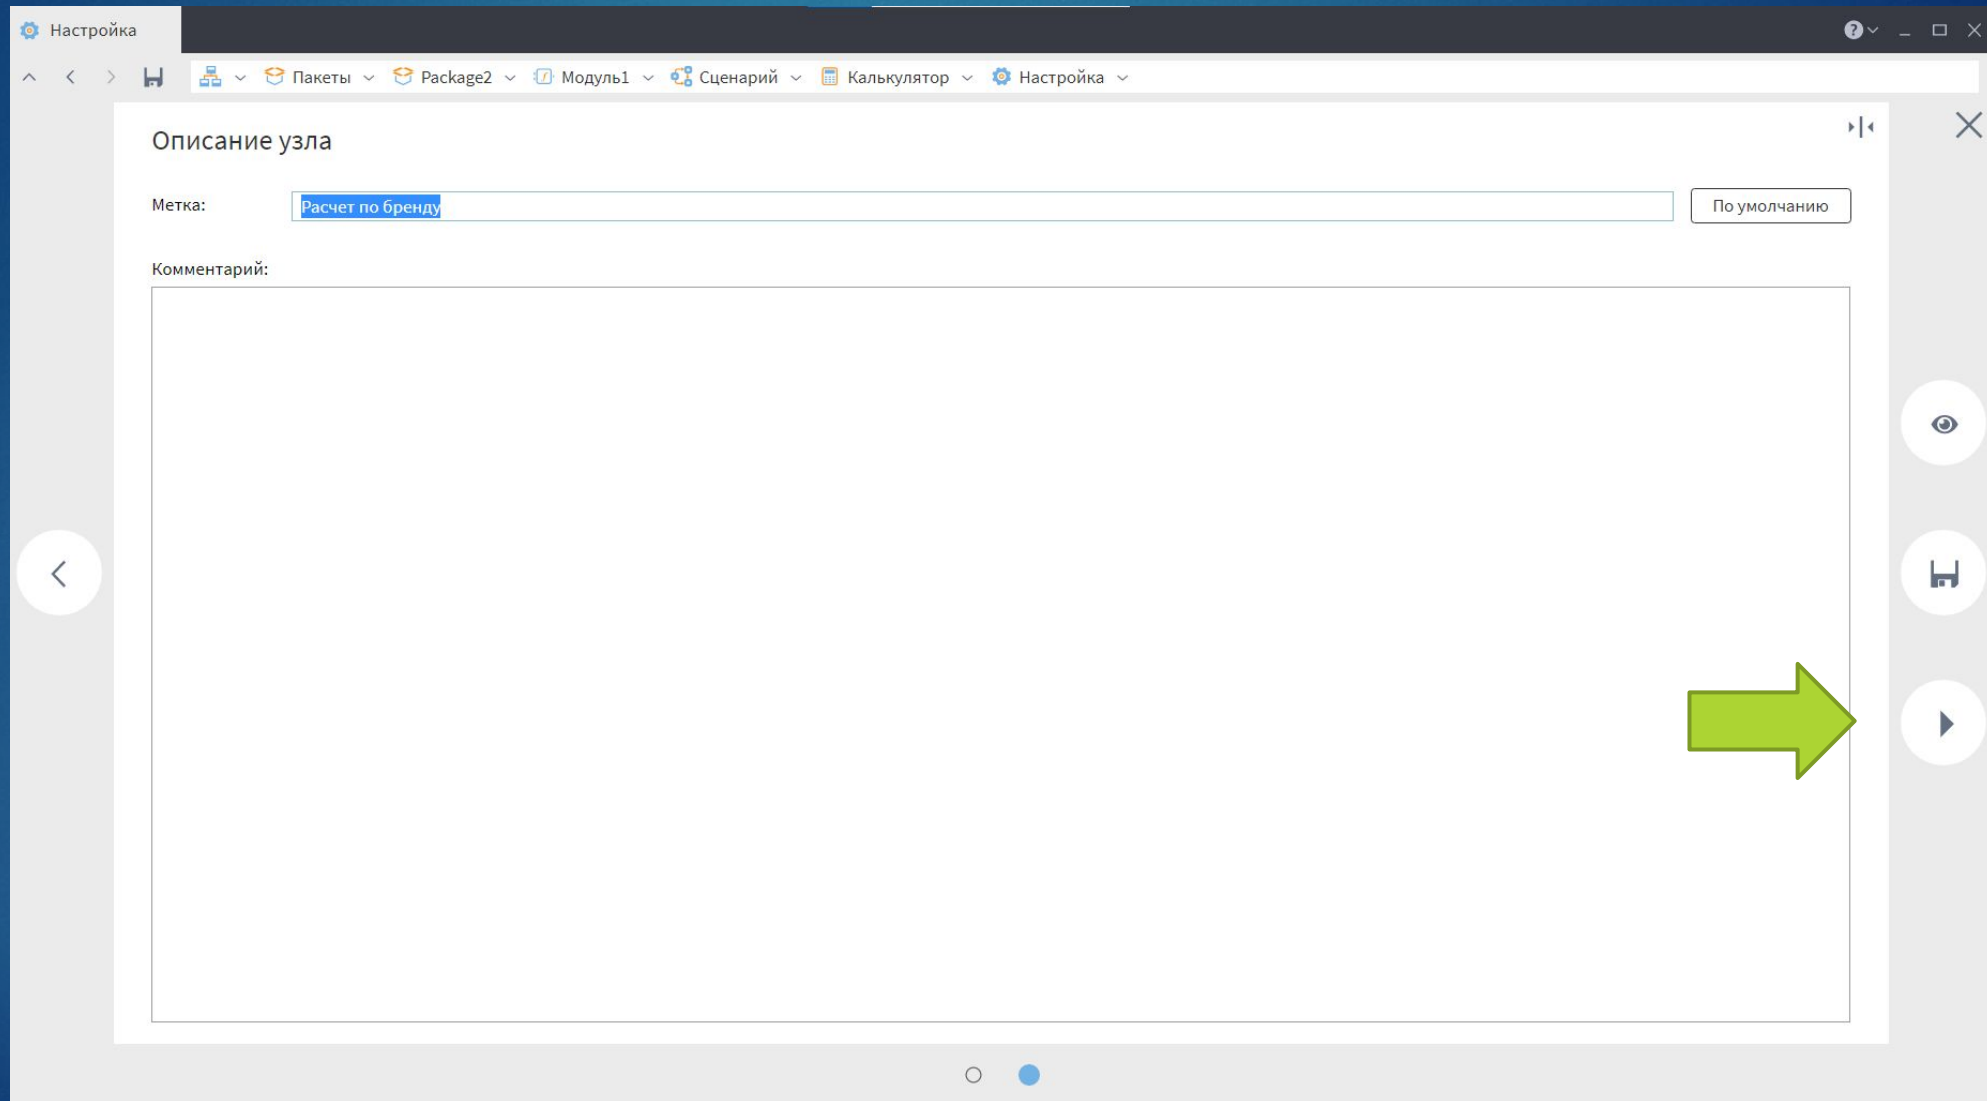 Настройка
Пакеты Package2 Модуль1 Сценарий Калькулятор Настройка
Описание узла
Метка: Расчет по бренду По умолчанию
Комментарий: